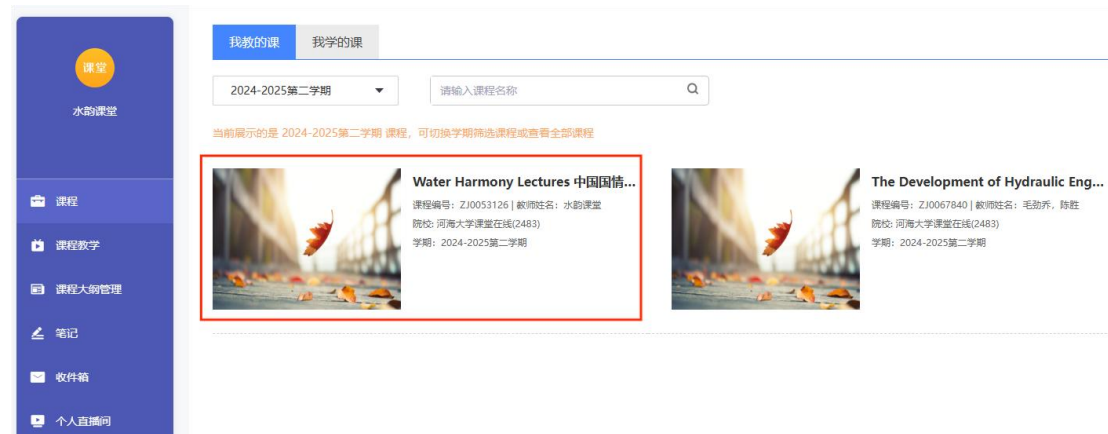 课堂
水韵课堂
课程
课程教学
课程大纲管理
笔记
收件箱
个人直播间
我教的课
我学的课
2024-2025第二学期
请输入课程名称
当前展示的是 2024-2025第二学期 课程，可切换学期筛选课程或查看全部课程
Water Harmony Lectures 中国国情...
课程编号：ZJ0053126 | 教师姓名：水韵课堂
院校: 河海大学课堂在线(2483)
学期：2024-2025第二学期
The Development of Hydraulic Eng...
课程编号：ZJ0067840 | 教师姓名：毛劲乔，陈胜
院校: 河海大学课堂在线(2483)
学期：2024-2025第二学期